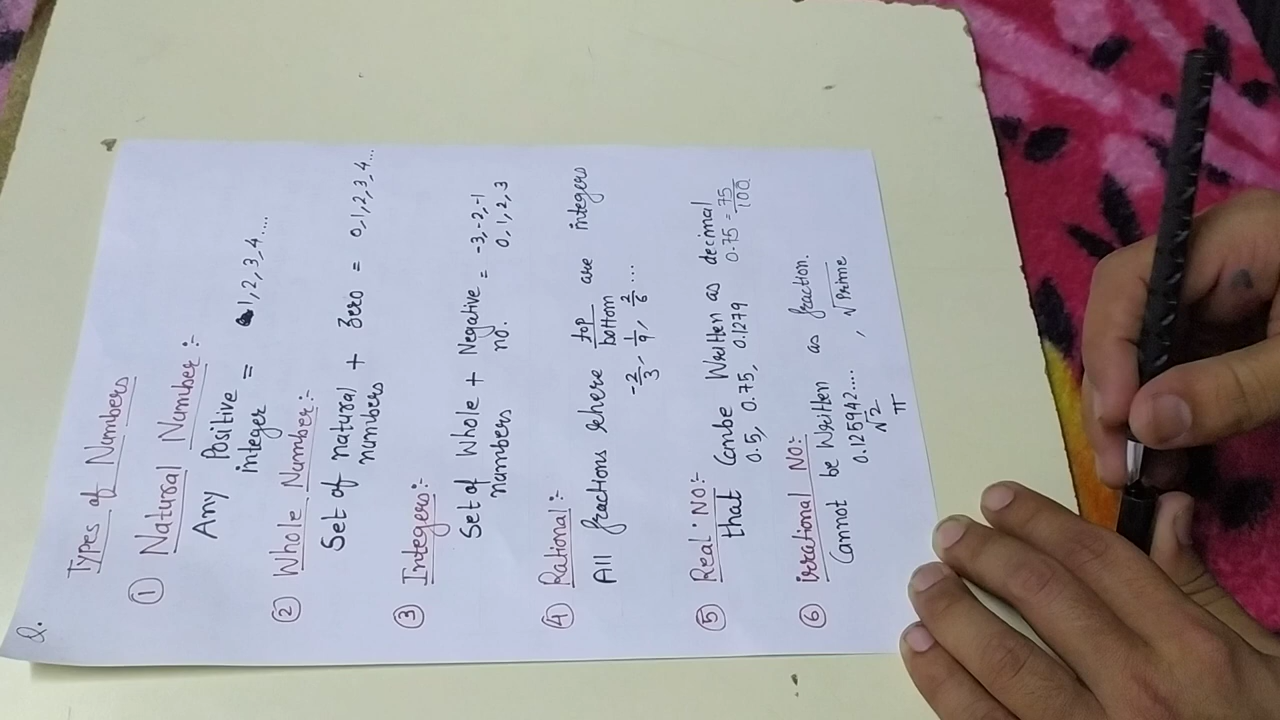 Q.
Types of Numbers
① Natural Number :-
Any Positive integer = 1, 2, 3, 4....
② Whole Number :-
Set of natural numbers + Zero = 0, 1, 2, 3, 4...
③ Integers :-
Set of Whole numbers + Negative no. = -3, -2, -1
0, 1, 2, 3
④ Rational :-
All fractions where top/bottom are integers
-2/3, 1/9, 2/6, ...
⑤ Real NO :-
that Canbe Written as decimal
0.5, 0.75, 0.1279 0.75 = 75/100
⑥ irrational NO :-
Cannot be Written as fraction.
0.125942...., √Prime
√2
π